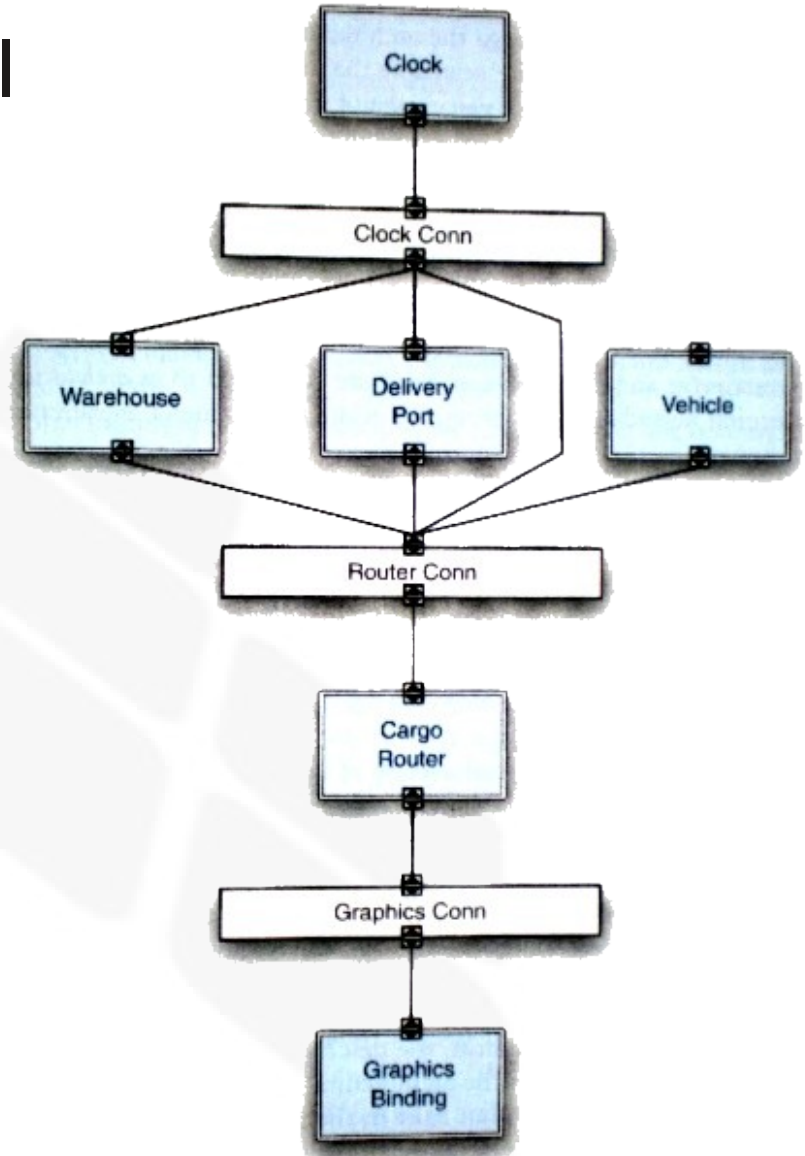 Clock
Clock Conn
Warehouse
Delivery
Port
Vehicle
Router Conn
Cargo
Router
Graphics Conn
Graphics
Binding